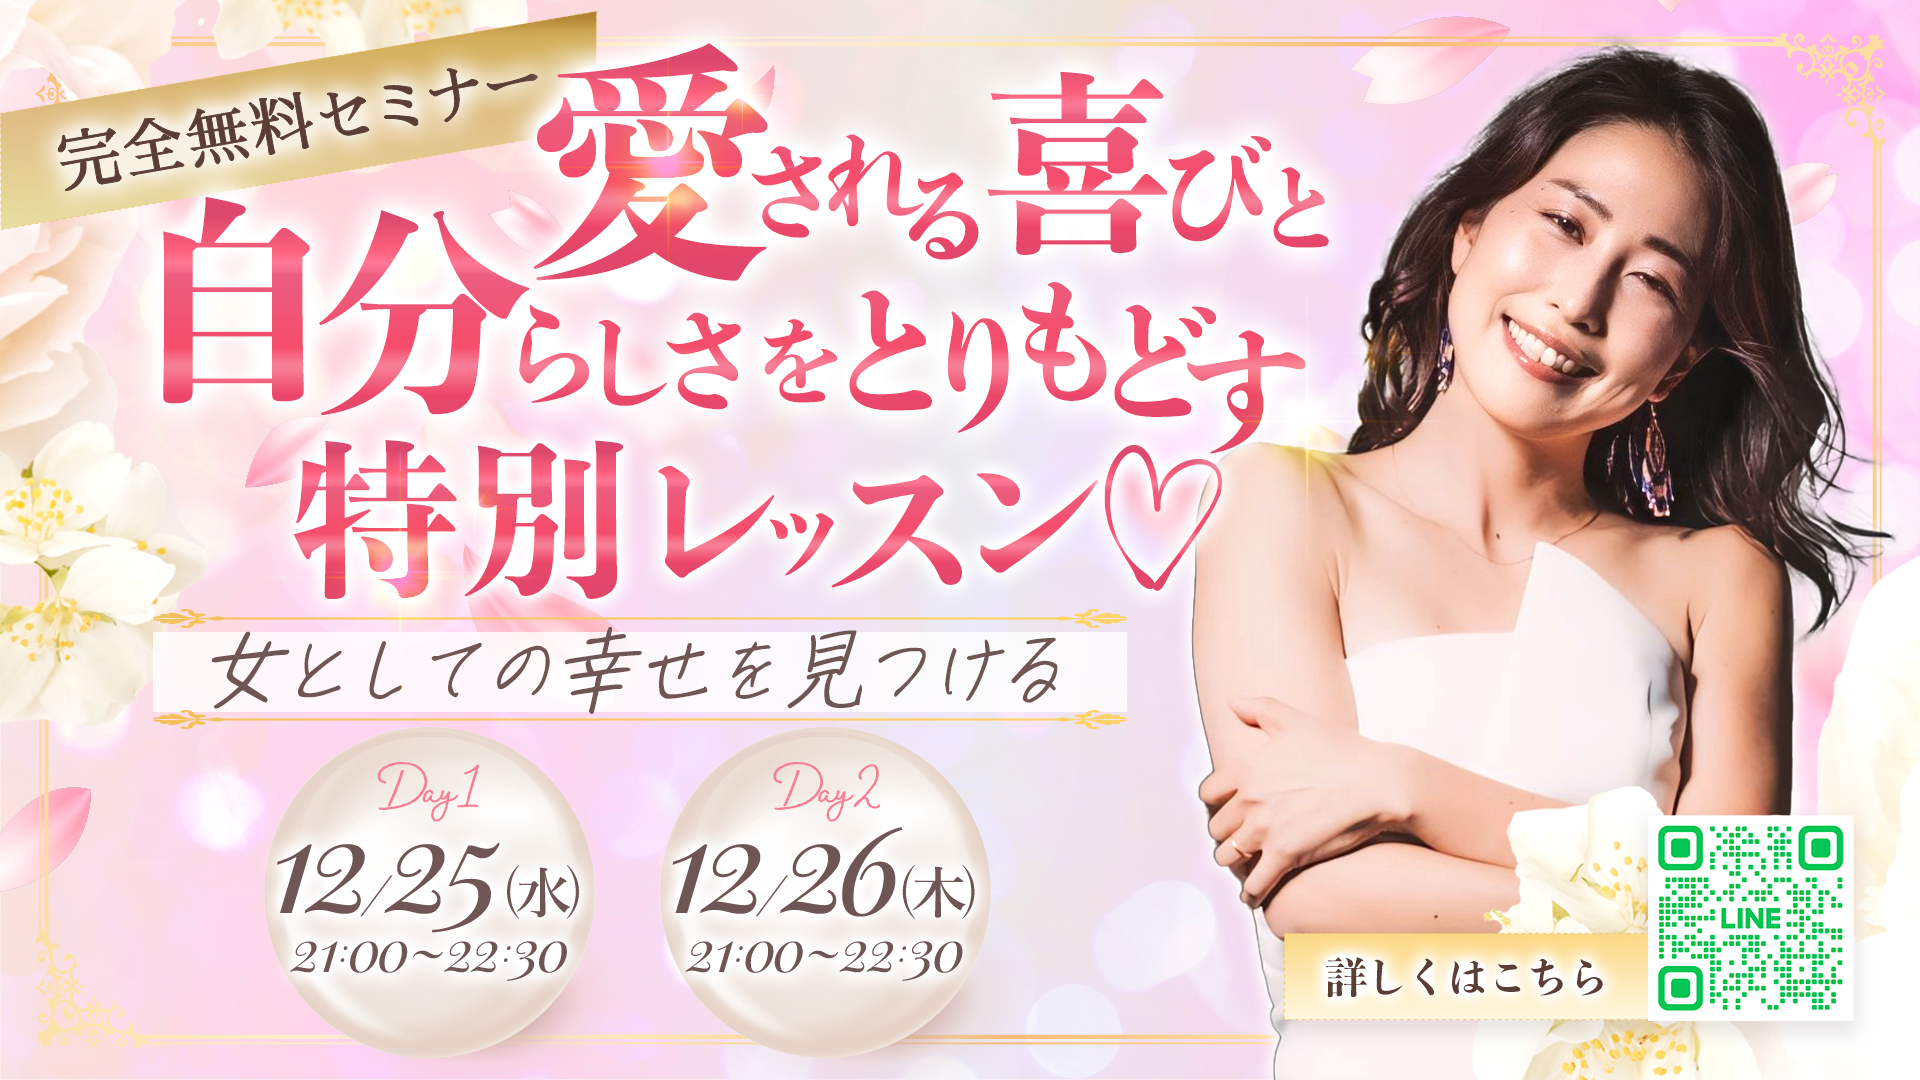 完全無料セミナー
愛される喜びと
自分らしさをとりもどす
特別レッスン♡
女としての幸せを見つける
Day1
12/25(水)
21:00~22:30
Day2
12/26(木)
21:00~22:30
詳しくはこちら
LINE